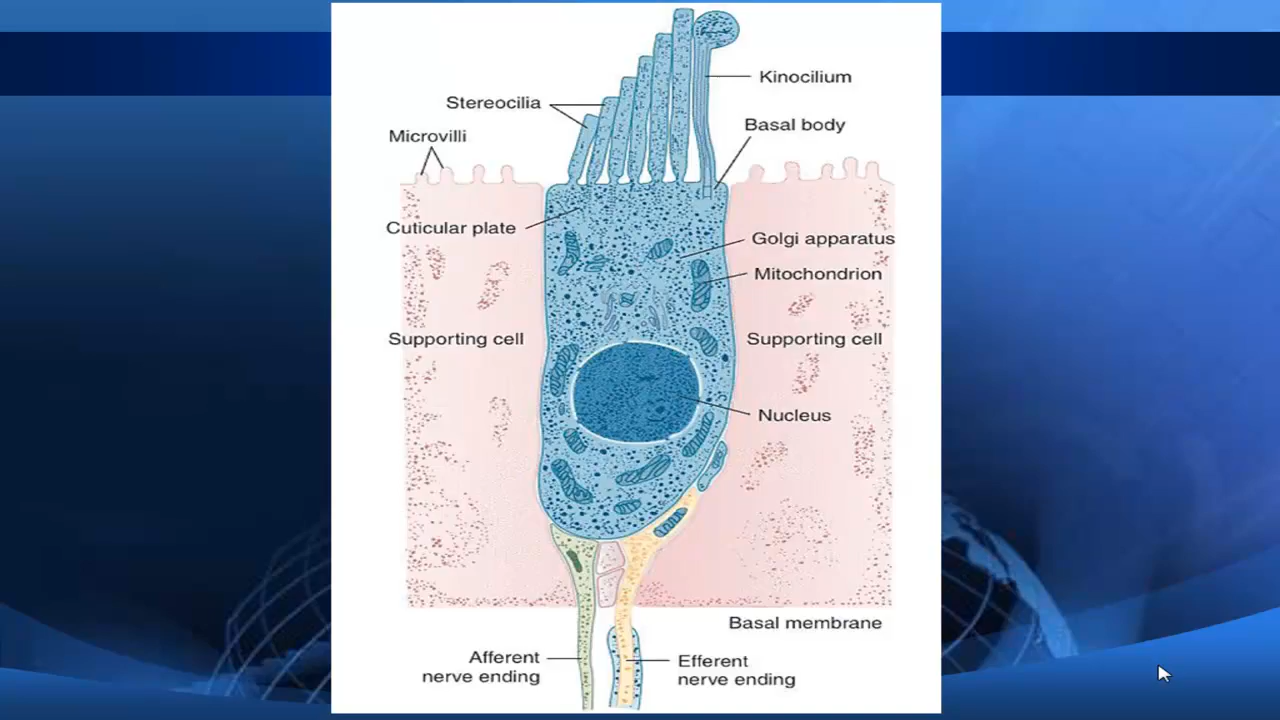 Kinocilium
Stereocilia
Basal body
Microvilli
Cuticular plate
Golgi apparatus
Mitochondrion
Supporting cell
Supporting cell
Nucleus
Basal membrane
Afferent
nerve ending
Efferent
nerve ending